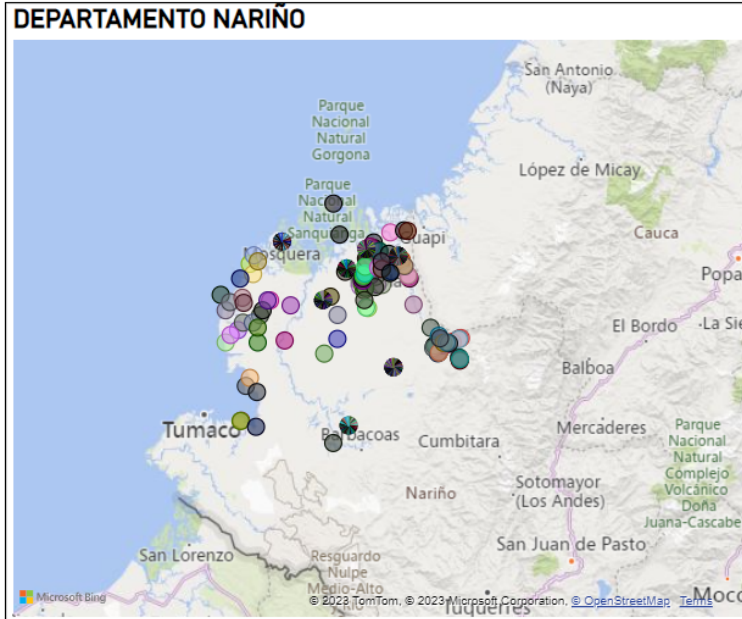 DEPARTAMENTO NARIÑO
San Antonio
(Naya)
Parque
Nacional
Natural
Gorgona
López de Micay
Parque
Nacional
Natural
Sanquianga
Guapi
Cauca
Mosquera
Popa
El Bordo
La Sie
Balboa
Mercaderes
Tumaco
Barbacoas
Cumbitara
Parque
Nacional
Natural
Complejo
Volcánico
Doña
Juana-Cascabe
Nariño
Sotomayor
(Los Andes)
San Juan de Pasto
San Lorenzo
Resguardo
Nulpe
Medio-Alto
Túquerres
Moco
Microsoft Bing
© 2023 TomTom, © 2023 Microsoft Corporation, © OpenStreetMap Terms